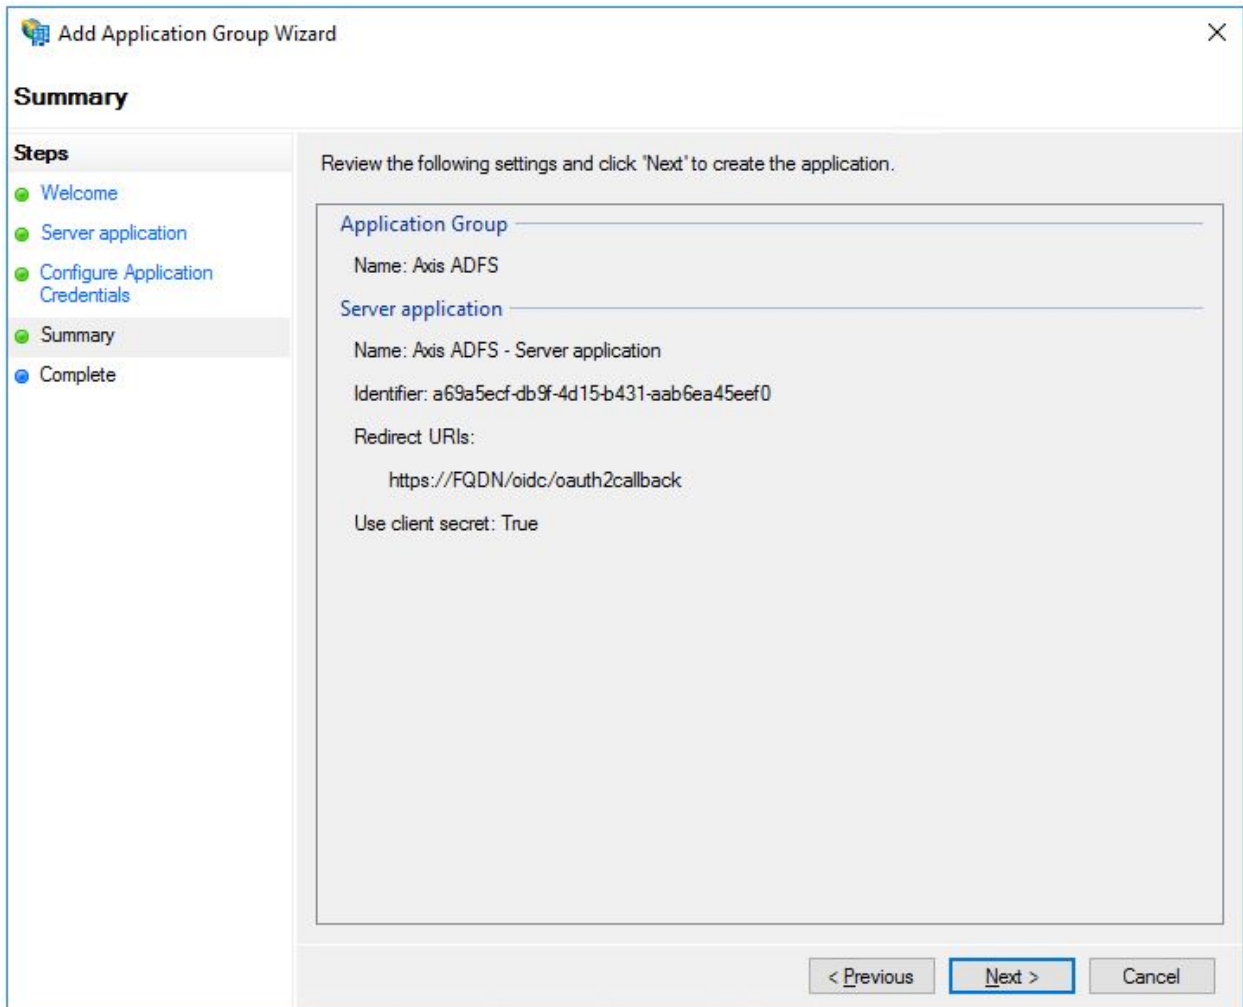 Add Application Group Wizard
Summary
Steps
Welcome
Server application
Configure Application
Credentials
Summary
Complete
Review the following settings and click 'Next' to create the application.
Application Group
Name: Axis ADFS
Server application
Name: Axis ADFS - Server application
Identifier: a69a5ecf-db9f-4d15-b431-aab6ea45eef0
Redirect URIs:
https://FQDN/oidc/oauth2callback
Use client secret: True
< Previous
Next >
Cancel